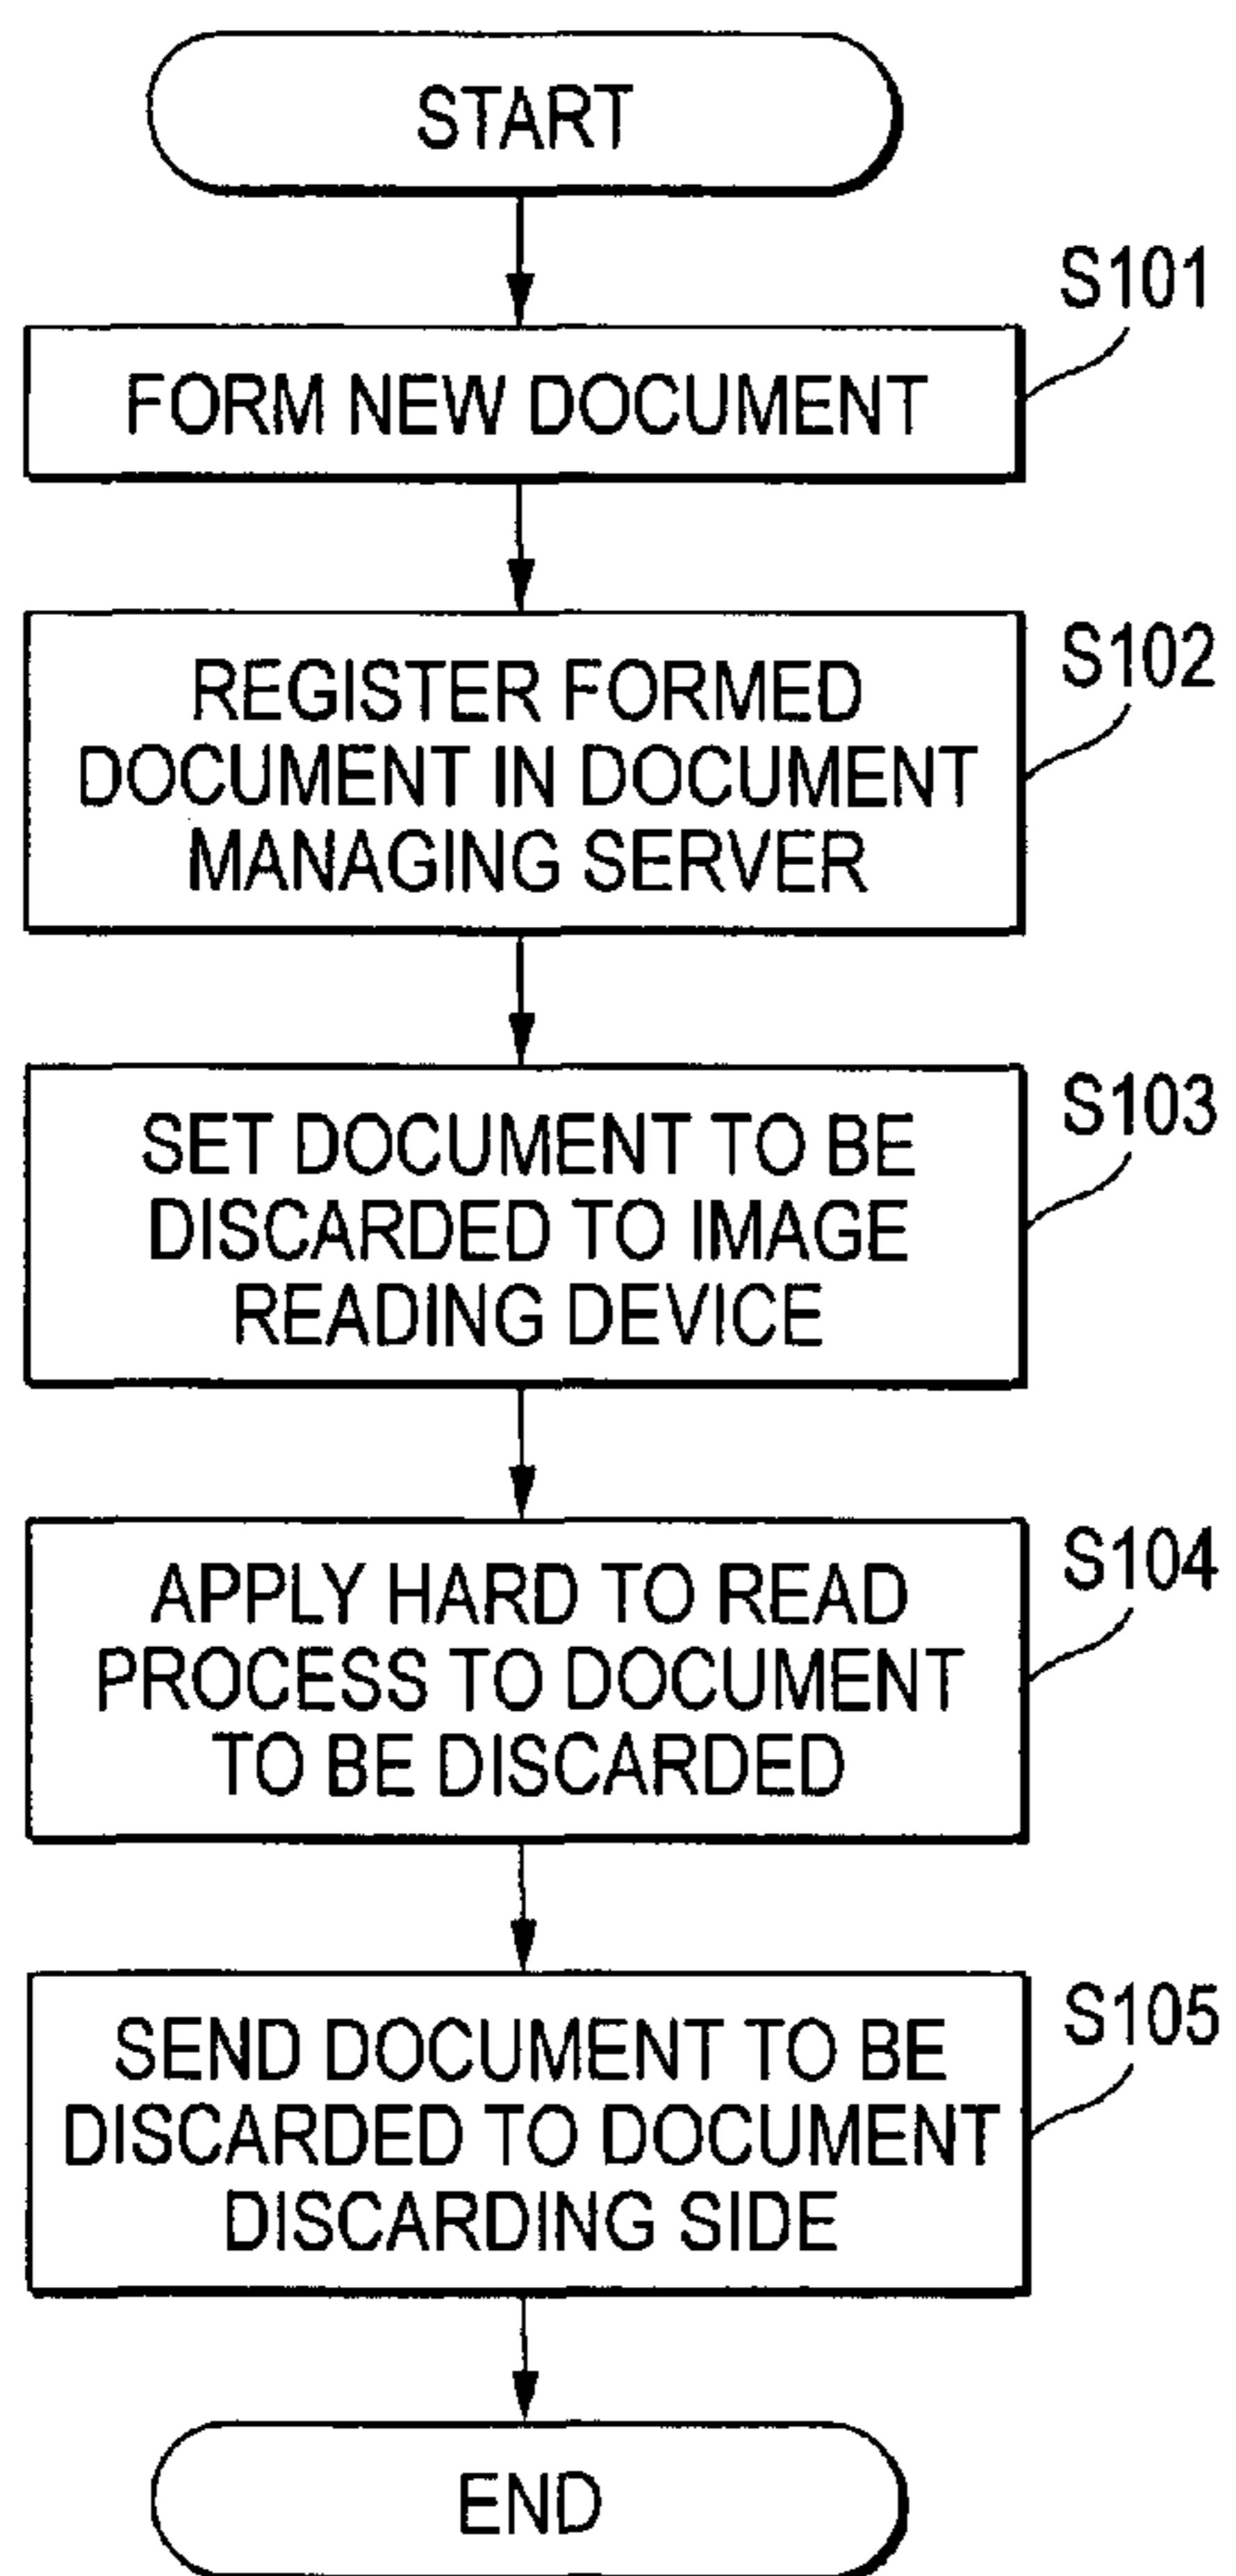 START
S101
FORM NEW DOCUMENT
S102
REGISTER FORMED
DOCUMENT IN DOCUMENT
MANAGING SERVER
S103
SET DOCUMENT TO BE
DISCARDED TO IMAGE
READING DEVICE
S104
APPLY HARD TO READ
PROCESS TO DOCUMENT
TO BE DISCARDED
S105
SEND DOCUMENT TO BE
DISCARDED TO DOCUMENT
DISCARDING SIDE
END